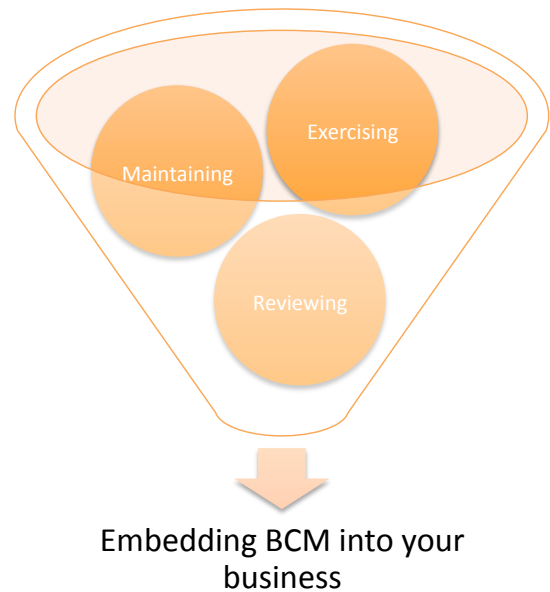 Exercising
Maintaining
Reviewing
Embedding BCM into your
business